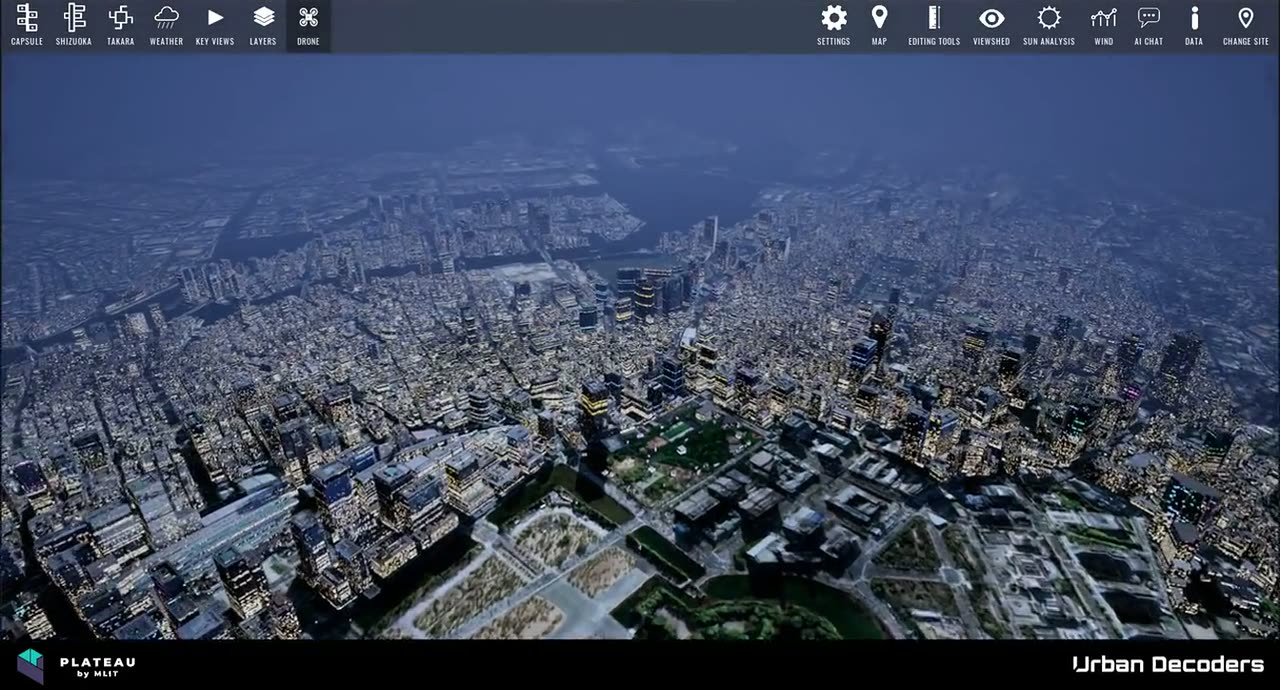 CAPSULE
SHIZUOKA
TAKARA
WEATHER
KEY VIEWS
LAYERS
DRONE
SETTINGS
MAP
EDITING TOOLS
VIEWSHED
SUN ANALYSIS
WIND
AI CHAT
DATA
CHANGE SITE
PLATEAU
by MLIT
Urban Decoders